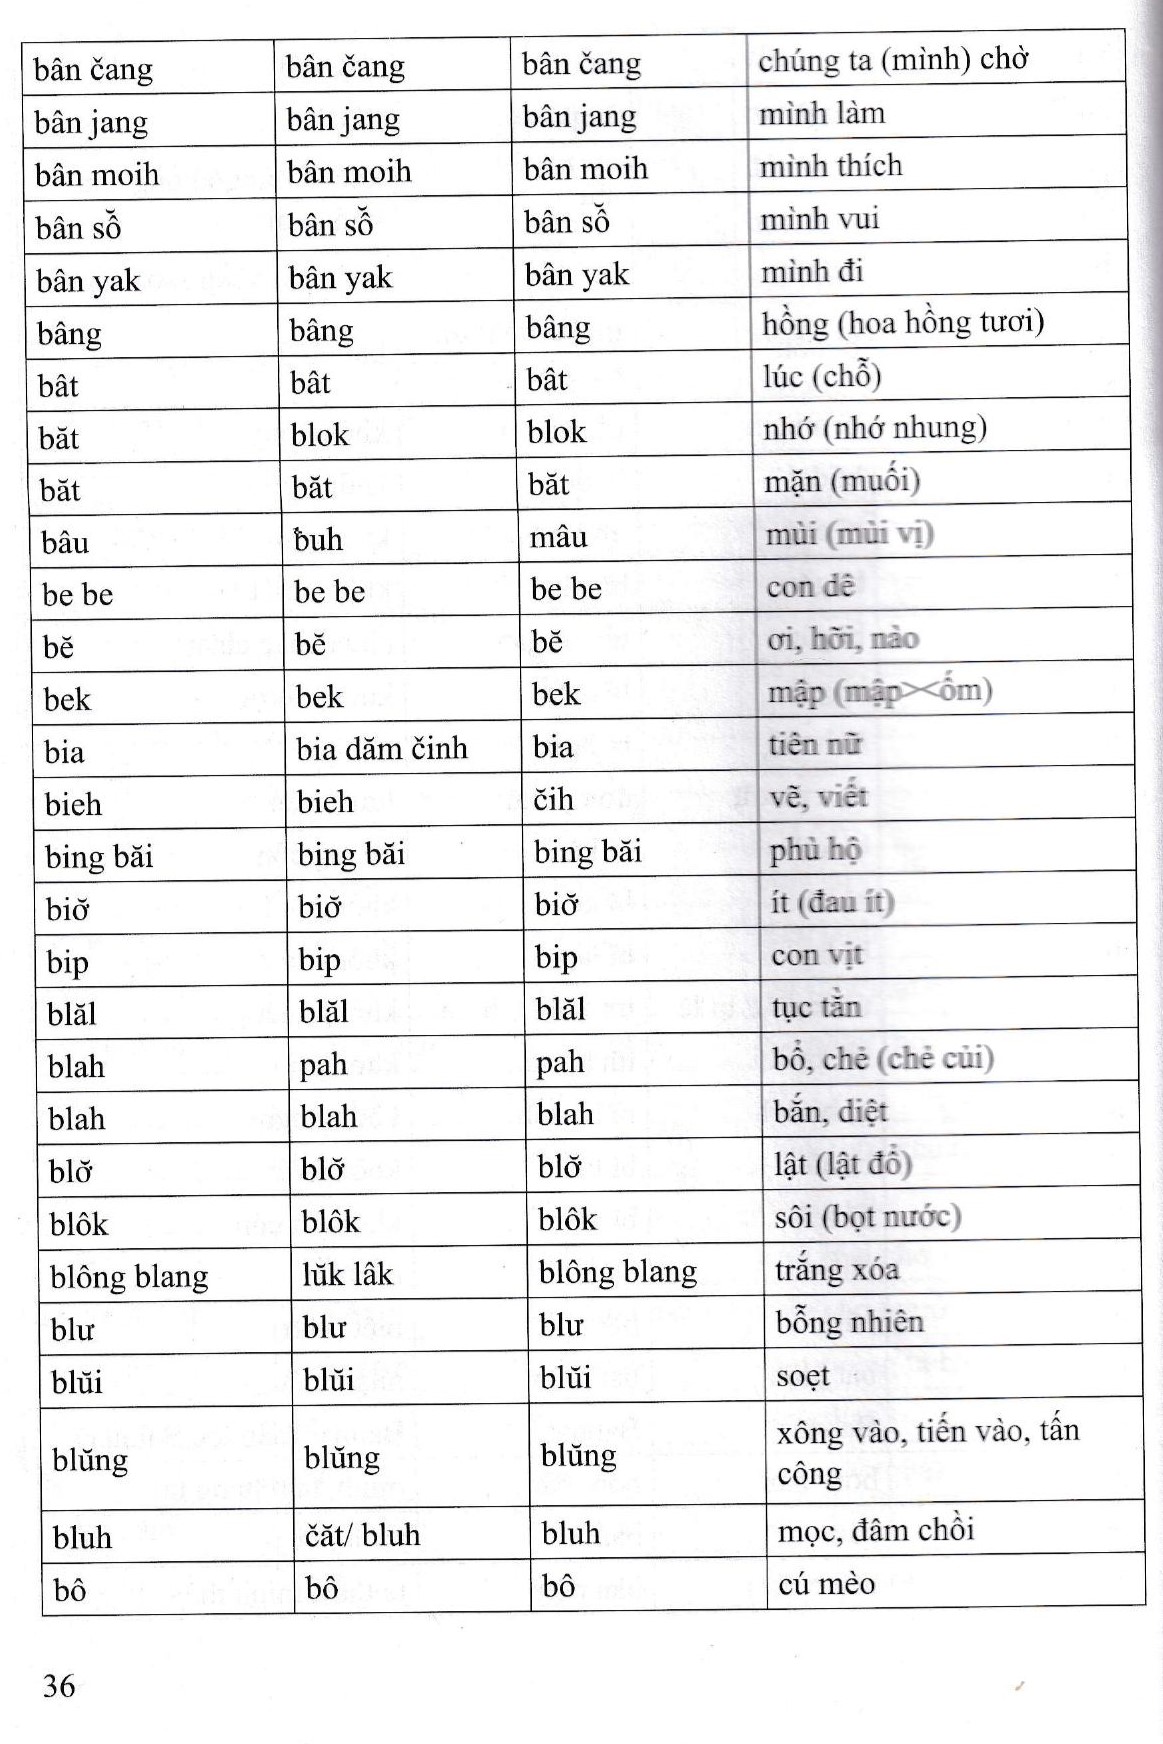 bân čang bân čang bân čang chúng ta (mình) chờ
bân jang bân jang bân jang mình làm
bân moih bân moih bân moih mình thích
bân sỗ̆ bân sỗ̆ bân sỗ̆ mình vui
bân yak bân yak bân yak mình đi
bâng bâng bâng hồng (hoa hồng tươi)
bât bât bât lúc (chỗ)
băt blok blok nhớ (nhớ nhung)
băt băt băt mặn (muối)
bâu ƀuh mâu mùi (mùi vị)
be be be be be be con dê
bĕ bĕ bĕ ơi, hỡi, nào
bek bek bek mập (mập><ốm)
bia bia dăm činh bia tiên nữ
bieh bieh čih vẽ, viết
bing băi bing băi bing băi phù hộ
biơ̆ biơ̆ biơ̆ ít (đau ít)
bip bip bip con vịt
blăl blăl blăl tục tằn
blah pah pah bổ, chẻ (chẻ củi)
blah blah blah bắn, diệt
blơ̆ blơ̆ blơ̆ lật (lật đổ)
blôk blôk blôk sôi (bọt nước)
blông blang lŭk lâk blông blang trắng xóa
blư blư blư bỗng nhiên
blŭi blŭi blŭi soẹt
blŭng blŭng blŭng xông vào, tiến vào, tấn
công
bluh čăt/ bluh bluh mọc, đâm chồi
bô bô bô cú mèo
36